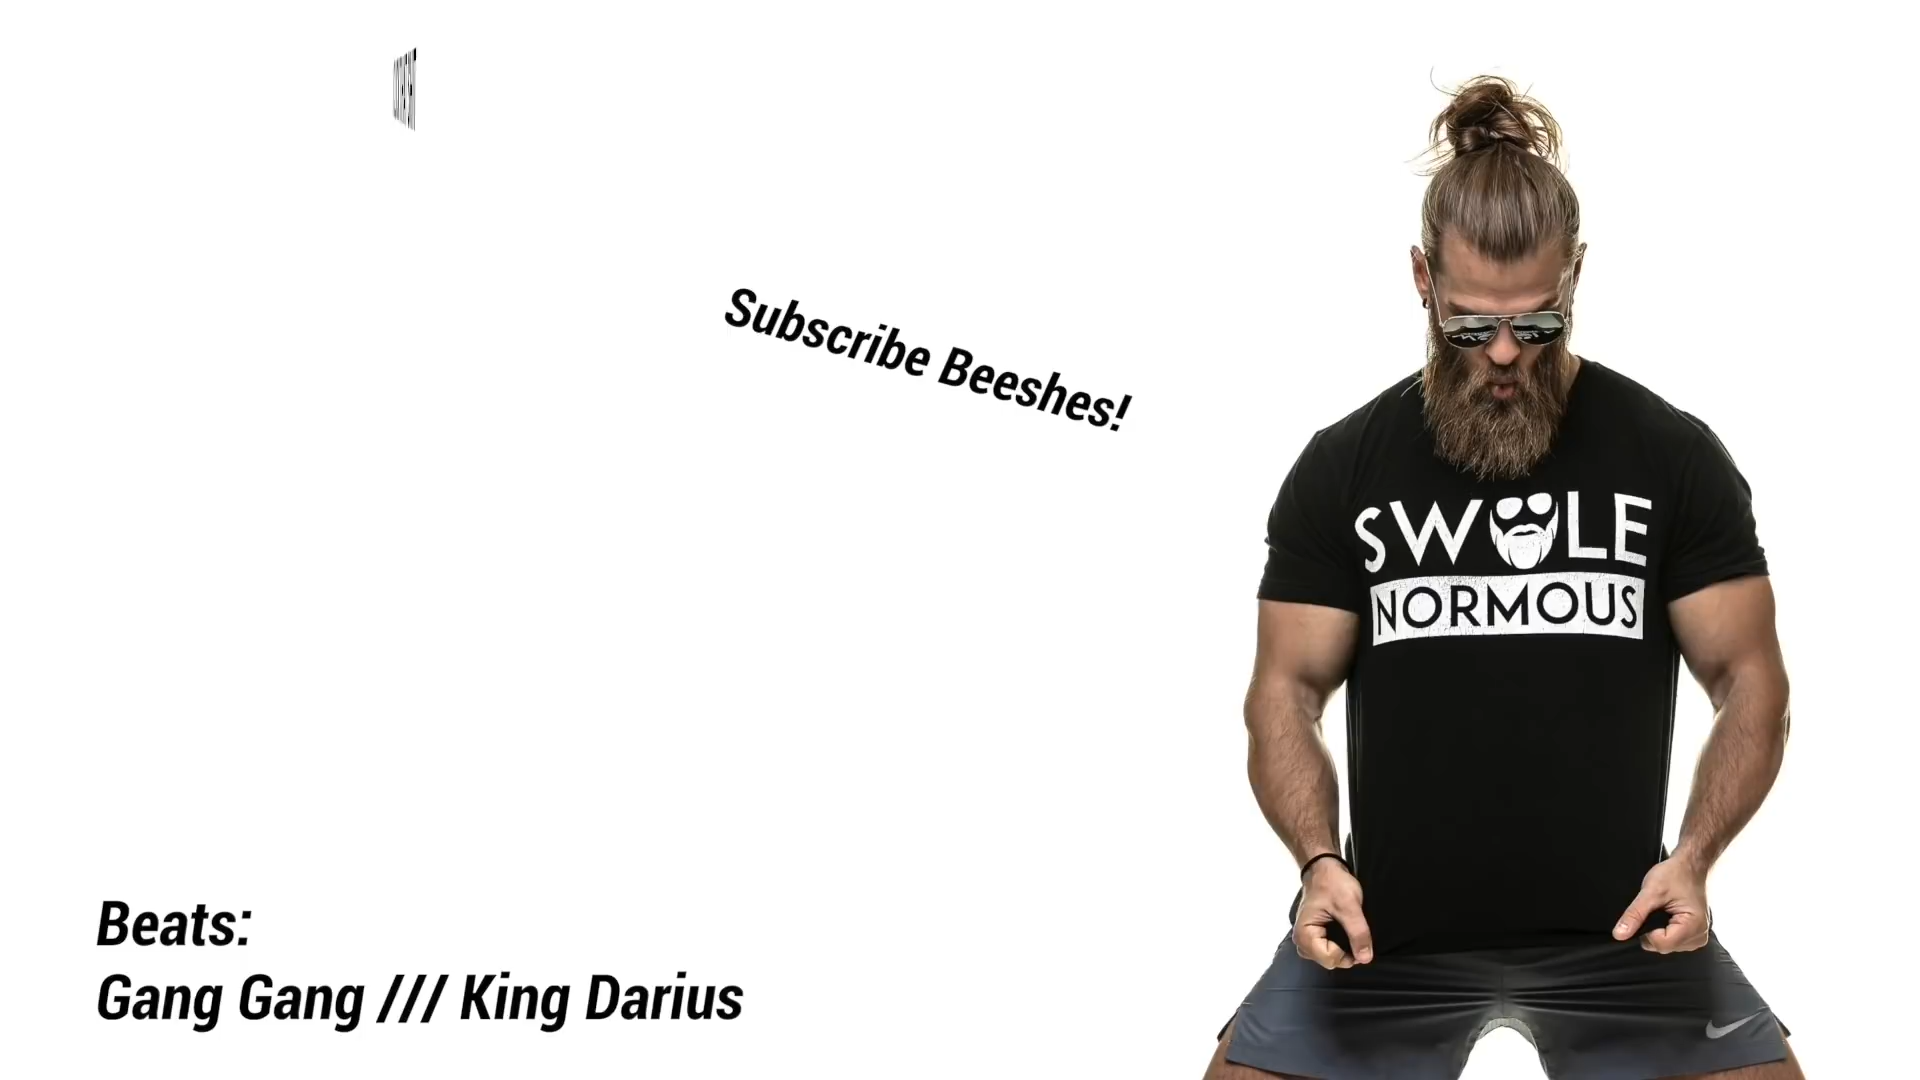 Subscribe Beeshes!
SWOLE
NORMOUS
Beats:
Gang Gang /// King Darius